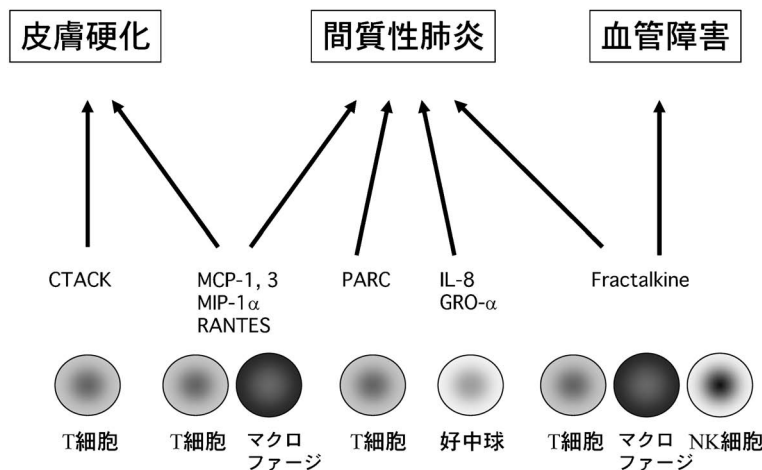 皮膚硬化 間質性肺炎 血管障害
CTACK MCP-1, 3 PARC IL-8 Fractalkine
MIP-1α GRO-α
RANTES
T細胞 T細胞 マクロ T細胞 好中球 T細胞 マクロ NK細胞
ファージ ファージ